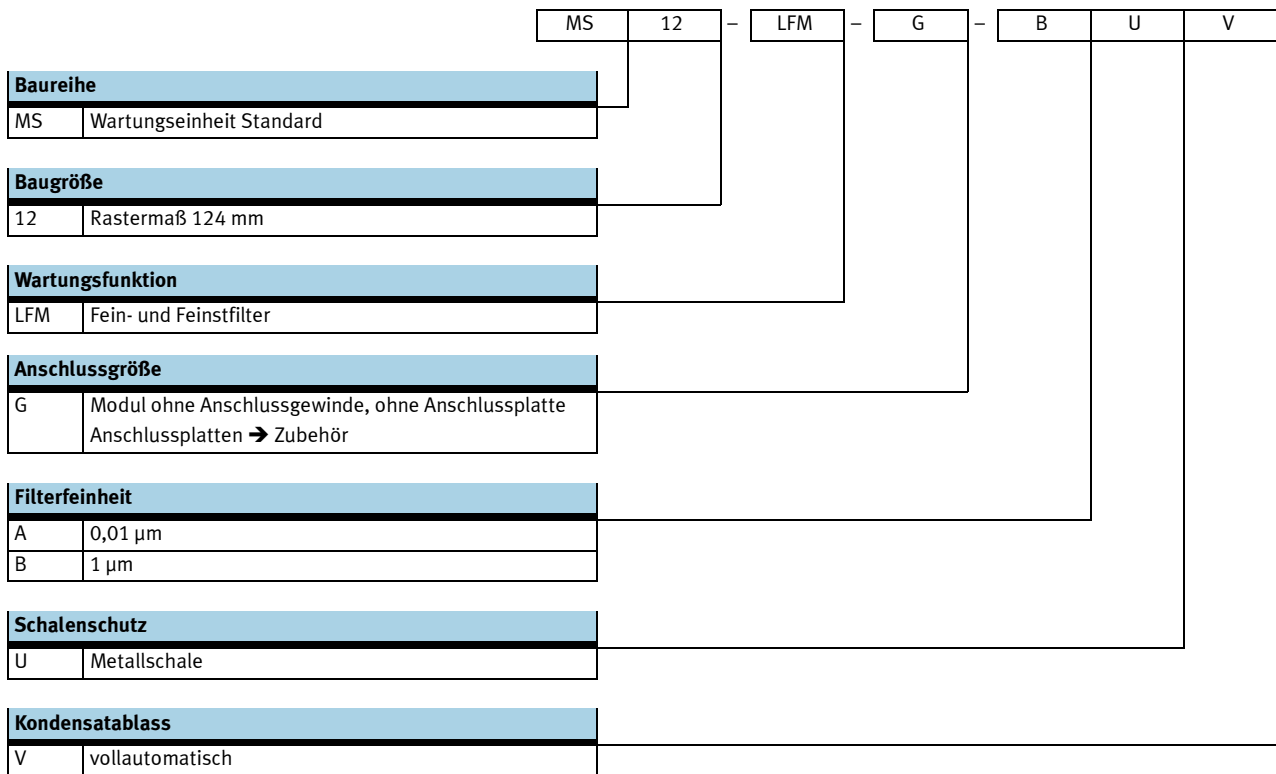 MS 12 – LFM – G – B U V
Baureihe
MS Wartungseinheit Standard
Baugröße
12 Rastermaß 124 mm
Wartungsfunktion
LFM Fein- und Feinstfilter
Anschlussgröße
G Modul ohne Anschlussgewinde, ohne Anschlussplatte
Anschlussplatten ➔ Zubehör
Filterfeinheit
A 0,01 µm
B 1 µm
Schalenschutz
U Metallschale
Kondensatablass
V vollautomatisch